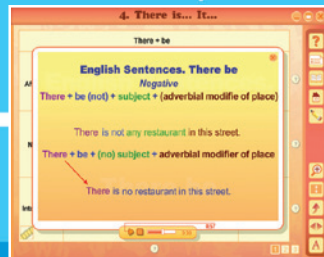 4. There is... It...
There + be
English Sentences. There be
Negative
There + be (not) + subject + (adverbial modifie of place)
There is not any restaurant in this street.
There + be + (no) subject + adverbial modifier of place
There is no restaurant in this street.